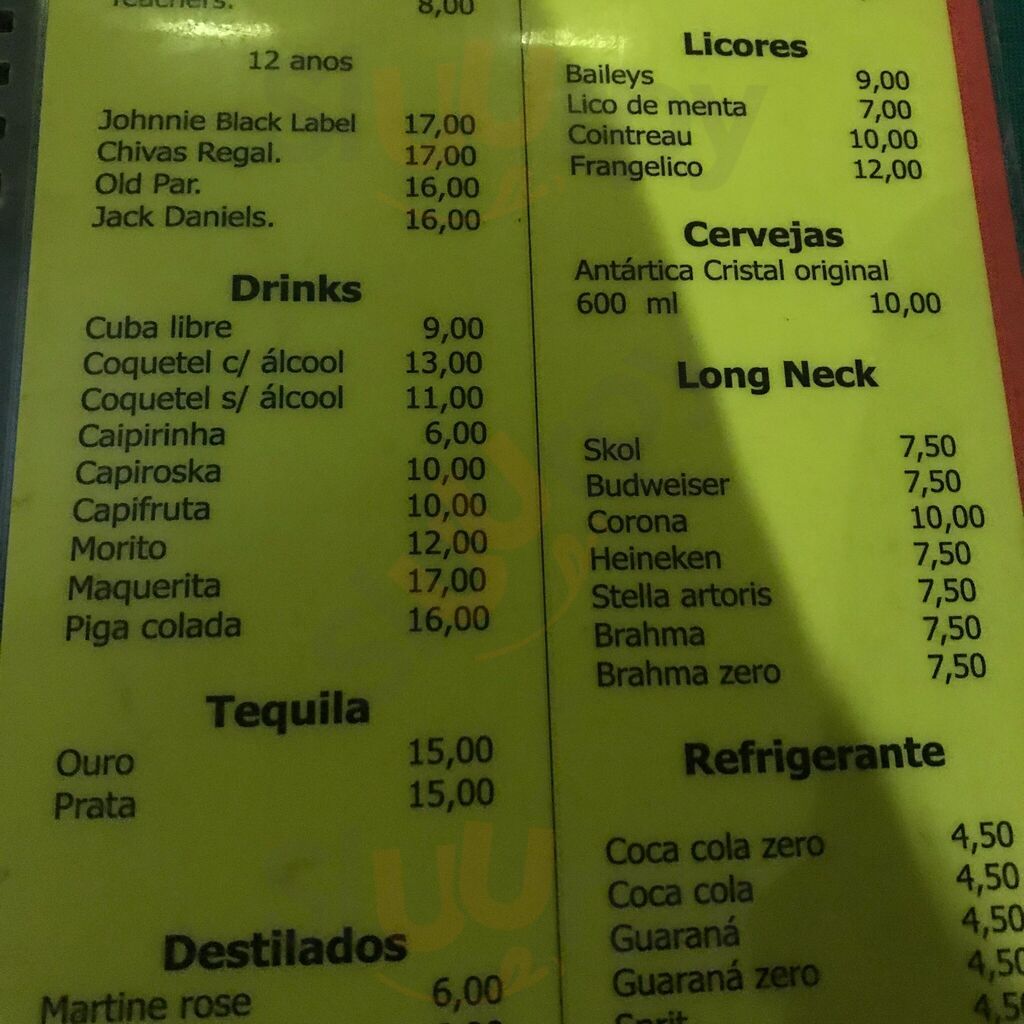 Teachers. 8,00
12 anos
Johnnie Black Label 17,00
Chivas Regal. 17,00
Old Par. 16,00
Jack Daniels. 16,00
Drinks
Cuba libre 9,00
Coquetel c/ álcool 13,00
Coquetel s/ álcool 11,00
Caipirinha 6,00
Capiroska 10,00
Capifruta 10,00
Morito 12,00
Maquerita 17,00
Piga colada 16,00
Tequila
Ouro 15,00
Prata 15,00
Destilados
Martine rose 6,00
Licores
Baileys 9,00
Lico de menta 7,00
Cointreau 10,00
Frangelico 12,00
Cervejas
Antártica Cristal original
600 ml 10,00
Long Neck
Skol 7,50
Budweiser 7,50
Corona 10,00
Heineken 7,50
Stella artoris 7,50
Brahma 7,50
Brahma zero 7,50
Refrigerante
Coca cola zero 4,50
Coca cola 4,50
Guaraná 4,50
Guaraná zero 4,50
Sprit 4,50